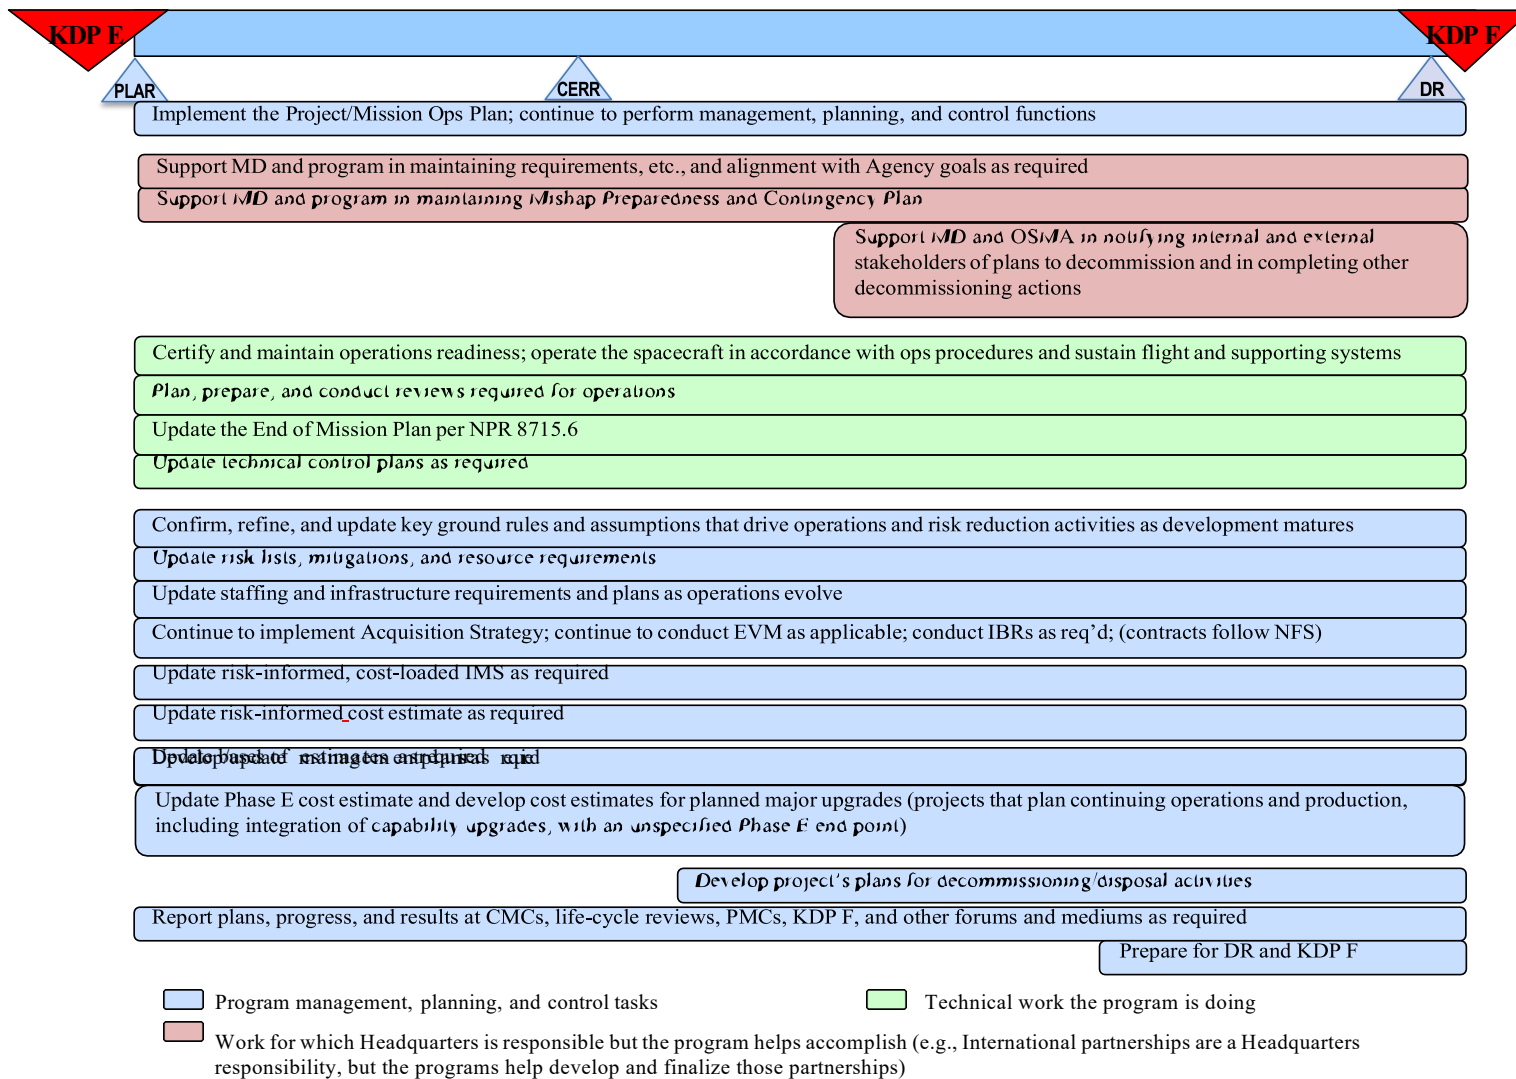 KDP E
KDP F
PLAR
CERR
DR
Implement the Project/Mission Ops Plan; continue to perform management, planning, and control functions
Support MD and program in maintaining requirements, etc., and alignment with Agency goals as required
Support MD and program in maintaining Mishap Preparedness and Contingency Plan
Support MD and OSMA in notifying internal and external
stakeholders of plans to decommission and in completing other
decommissioning actions
Certify and maintain operations readiness; operate the spacecraft in accordance with ops procedures and sustain flight and supporting systems
Plan, prepare, and conduct reviews required for operations
Update the End of Mission Plan per NPR 8715.6
Update technical control plans as required
Confirm, refine, and update key ground rules and assumptions that drive operations and risk reduction activities as development matures
Update risk lists, mitigations, and resource requirements
Update staffing and infrastructure requirements and plans as operations evolve
Continue to implement Acquisition Strategy; continue to conduct EVM as applicable; conduct IBRs as req’d; (contracts follow NFS)
Update risk-informed, cost-loaded IMS as required
Update risk-informed cost estimate as required
Update Phase E cost estimate and develop cost estimates for planned major upgrades (projects that plan continuing operations and production,
including integration of capability upgrades, with an unspecified Phase E end point)
Develop project’s plans for decommissioning/disposal activities
Report plans, progress, and results at CMCs, life-cycle reviews, PMCs, KDP F, and other forums and mediums as required
Prepare for DR and KDP F
Program management, planning, and control tasks
Technical work the program is doing
Work for which Headquarters is responsible but the program helps accomplish (e.g., International partnerships are a Headquarters
responsibility, but the programs help develop and finalize those partnerships)